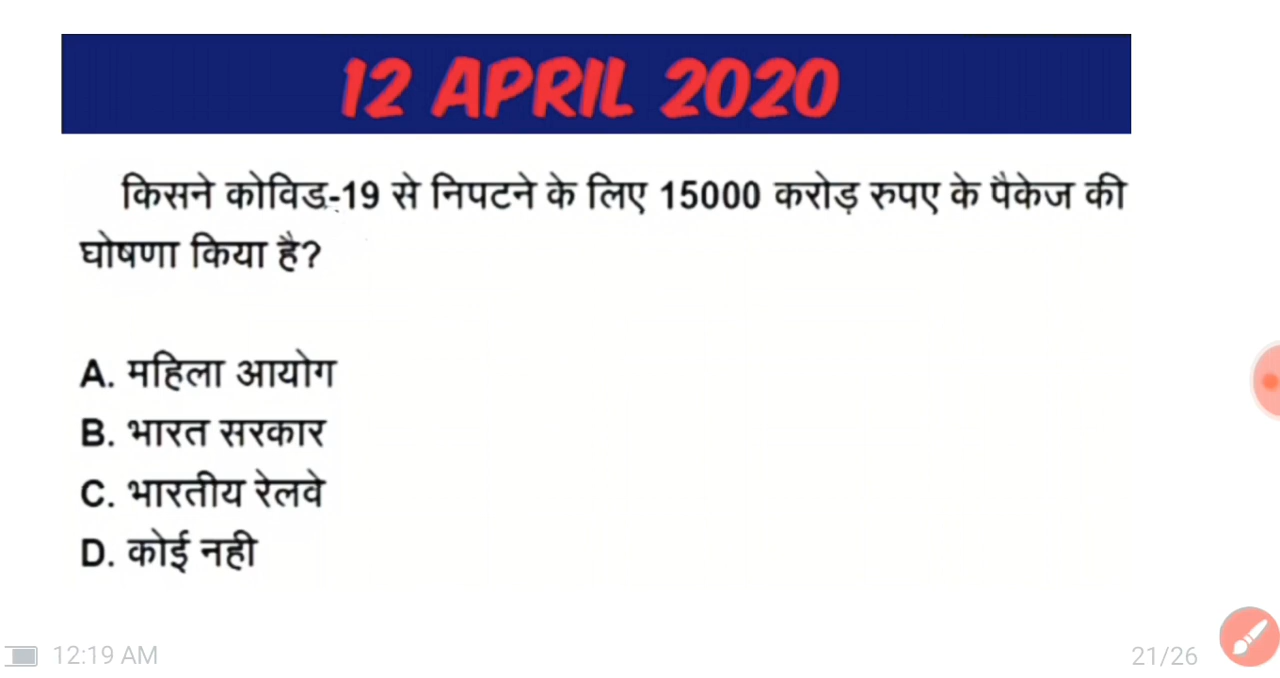 12 APRIL 2020
किसने कोविड-19 से निपटने के लिए 15000 करोड़ रुपए के पैकेज की
घोषणा किया है?
A. महिला आयोग
B. भारत सरकार
C. भारतीय रेलवे
D. कोई नही
12:19 AM
21/26